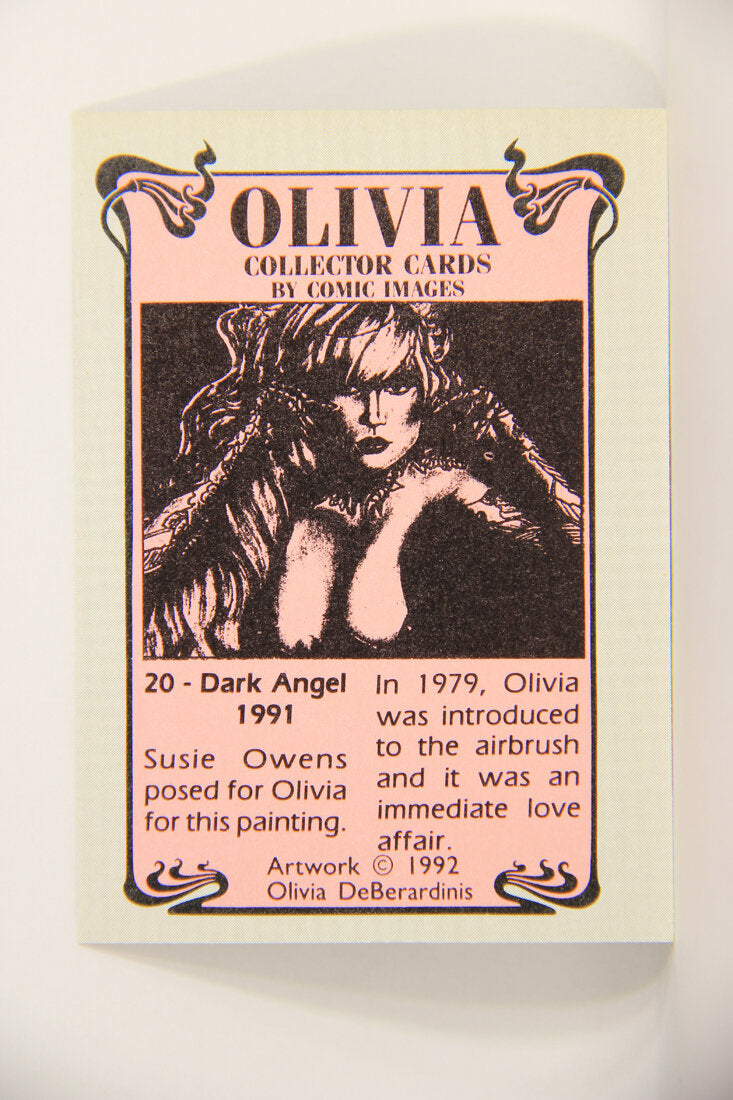 OLIVIA
COLLECTOR CARDS
BY COMIC IMAGES
20 - Dark Angel
1991
Susie Owens
posed for Olivia
for this painting.
In 1979, Olivia
was introduced
to the airbrush
and it was an
immediate love
affair.
Artwork © 1992
Olivia DeBerardinis